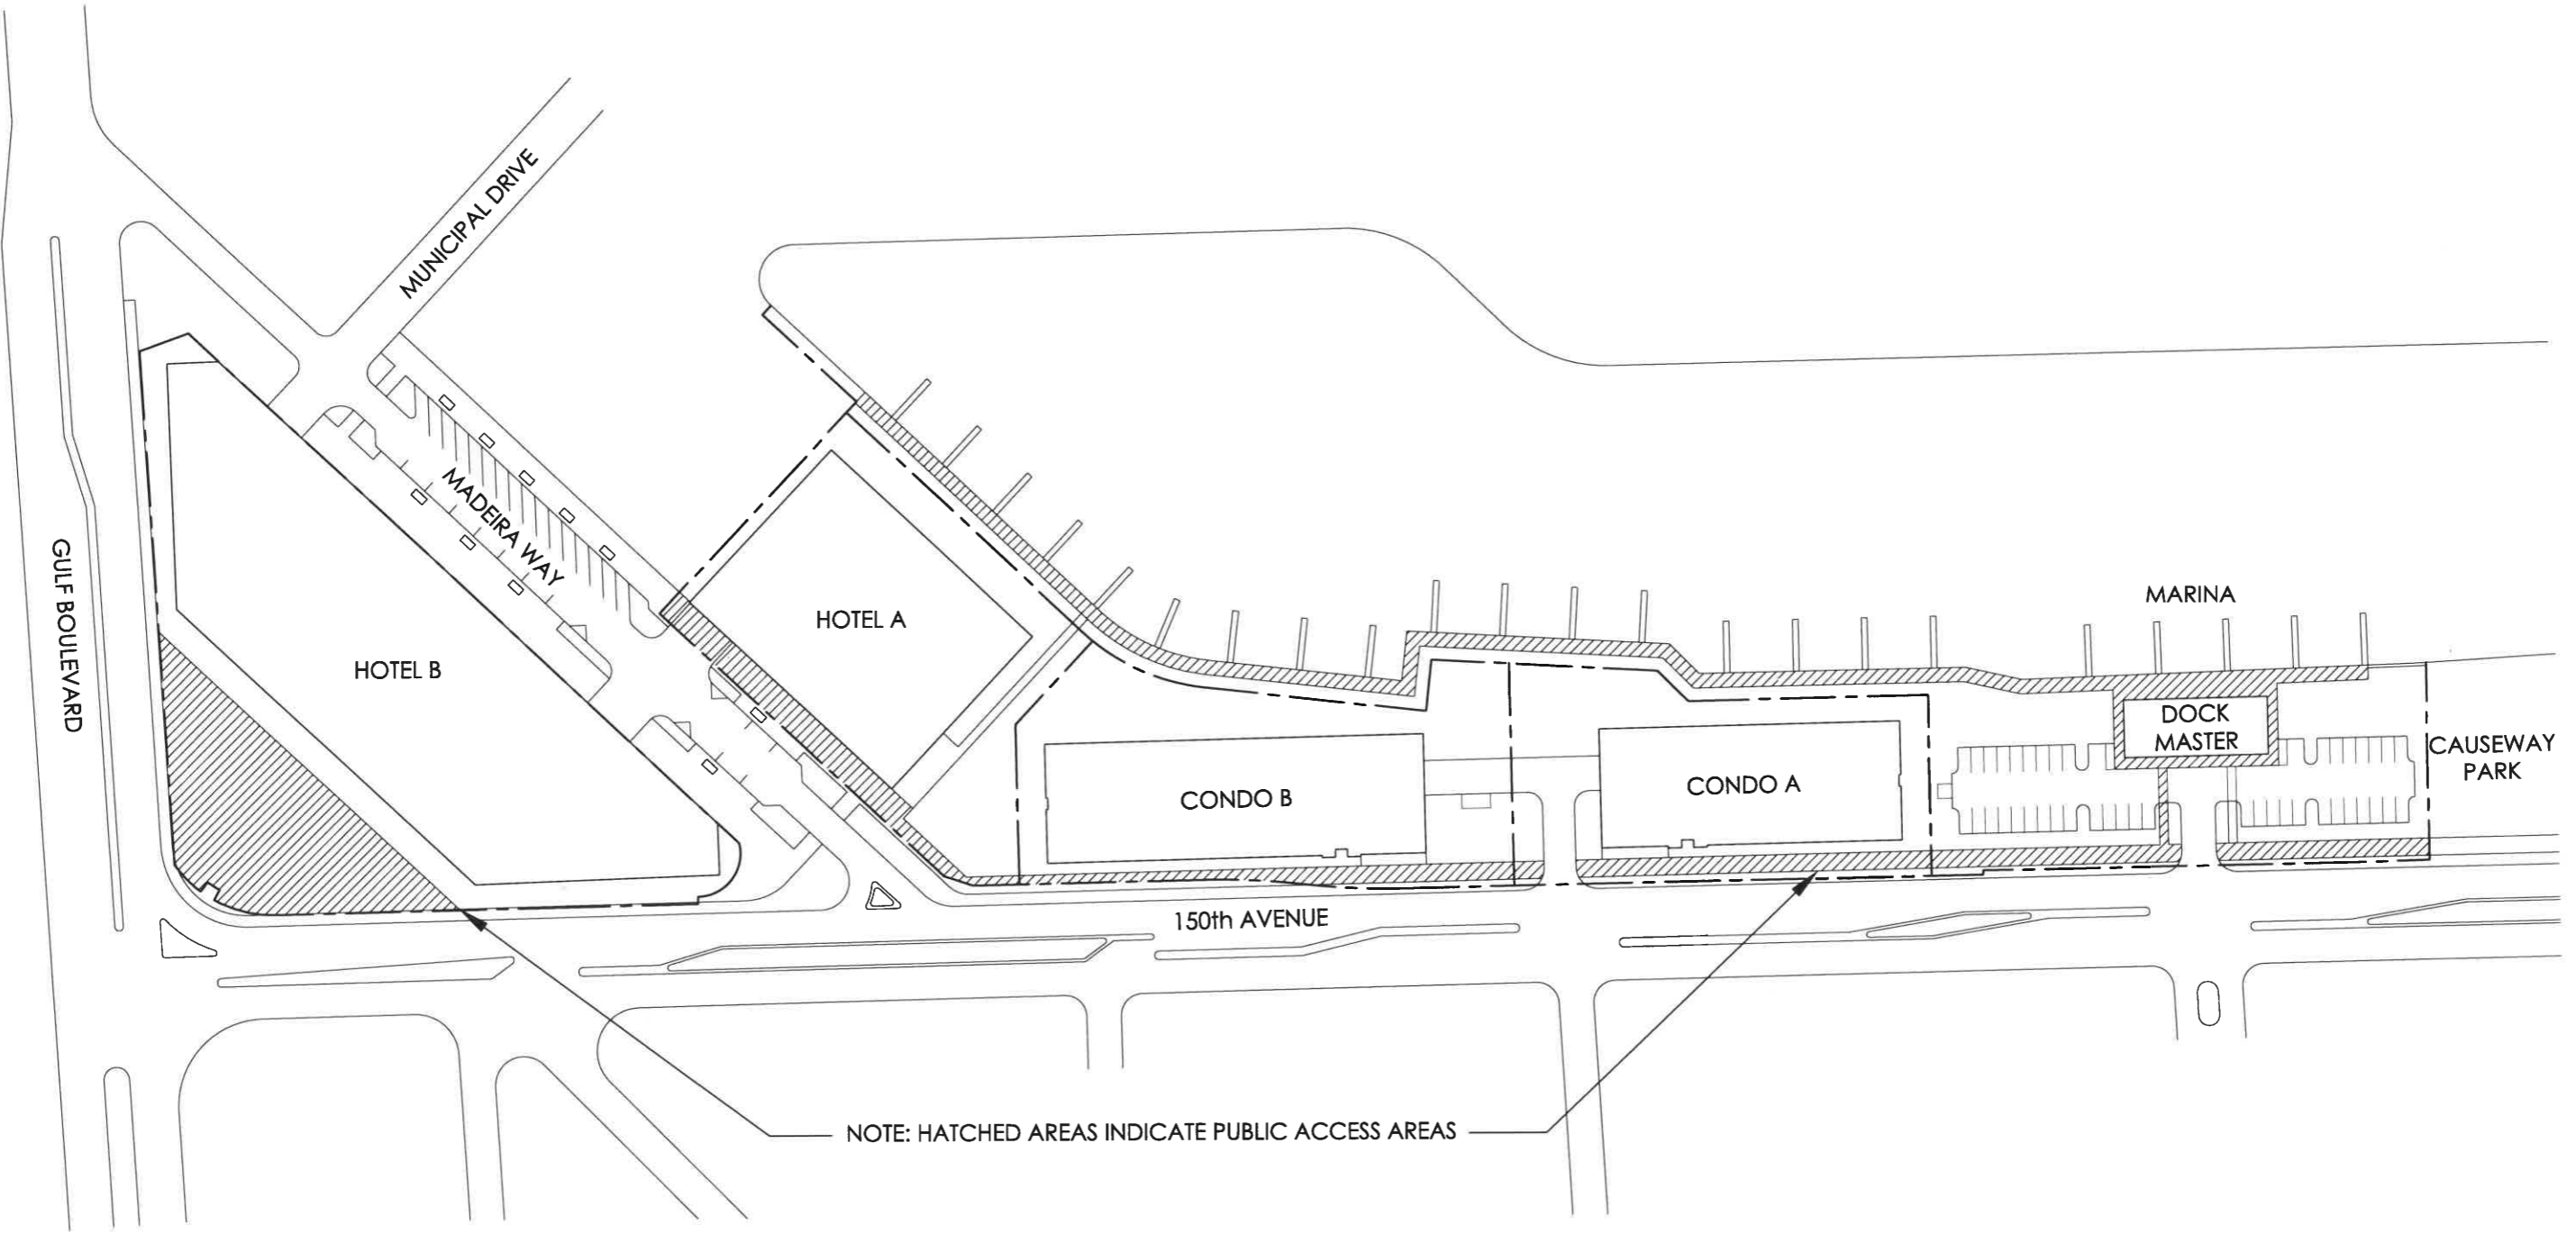 MUNICIPAL DRIVE
MADEIRA WAY
GULF BOULEVARD
HOTEL B
HOTEL A
MARINA
DOCK
MASTER
CAUSEWAY
PARK
CONDO B
CONDO A
150th AVENUE
NOTE: HATCHED AREAS INDICATE PUBLIC ACCESS AREAS